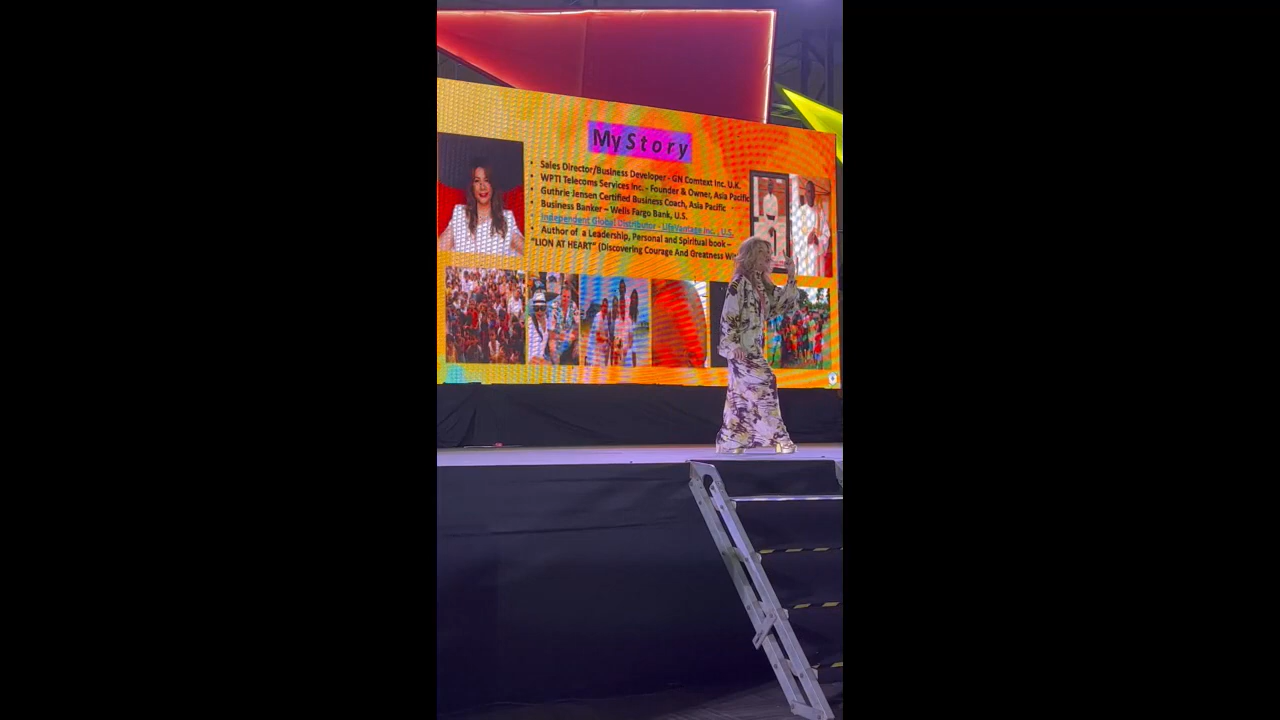 My Story
• Sales Director/Business Developer - GN Comtext Inc. U.K.
• WPTI Telecoms Services Inc. - Founder & Owner, Asia Pacific
• Guthrie Jensen Certified Business Coach, Asia Pacific
• Business Banker – Wells Fargo Bank, U.S.
• Independent Global Distributor - LifeVantage Inc., U.S.
• Author of a Leadership, Personal and Spiritual book –
"LION AT HEART" (Discovering Courage And Greatness